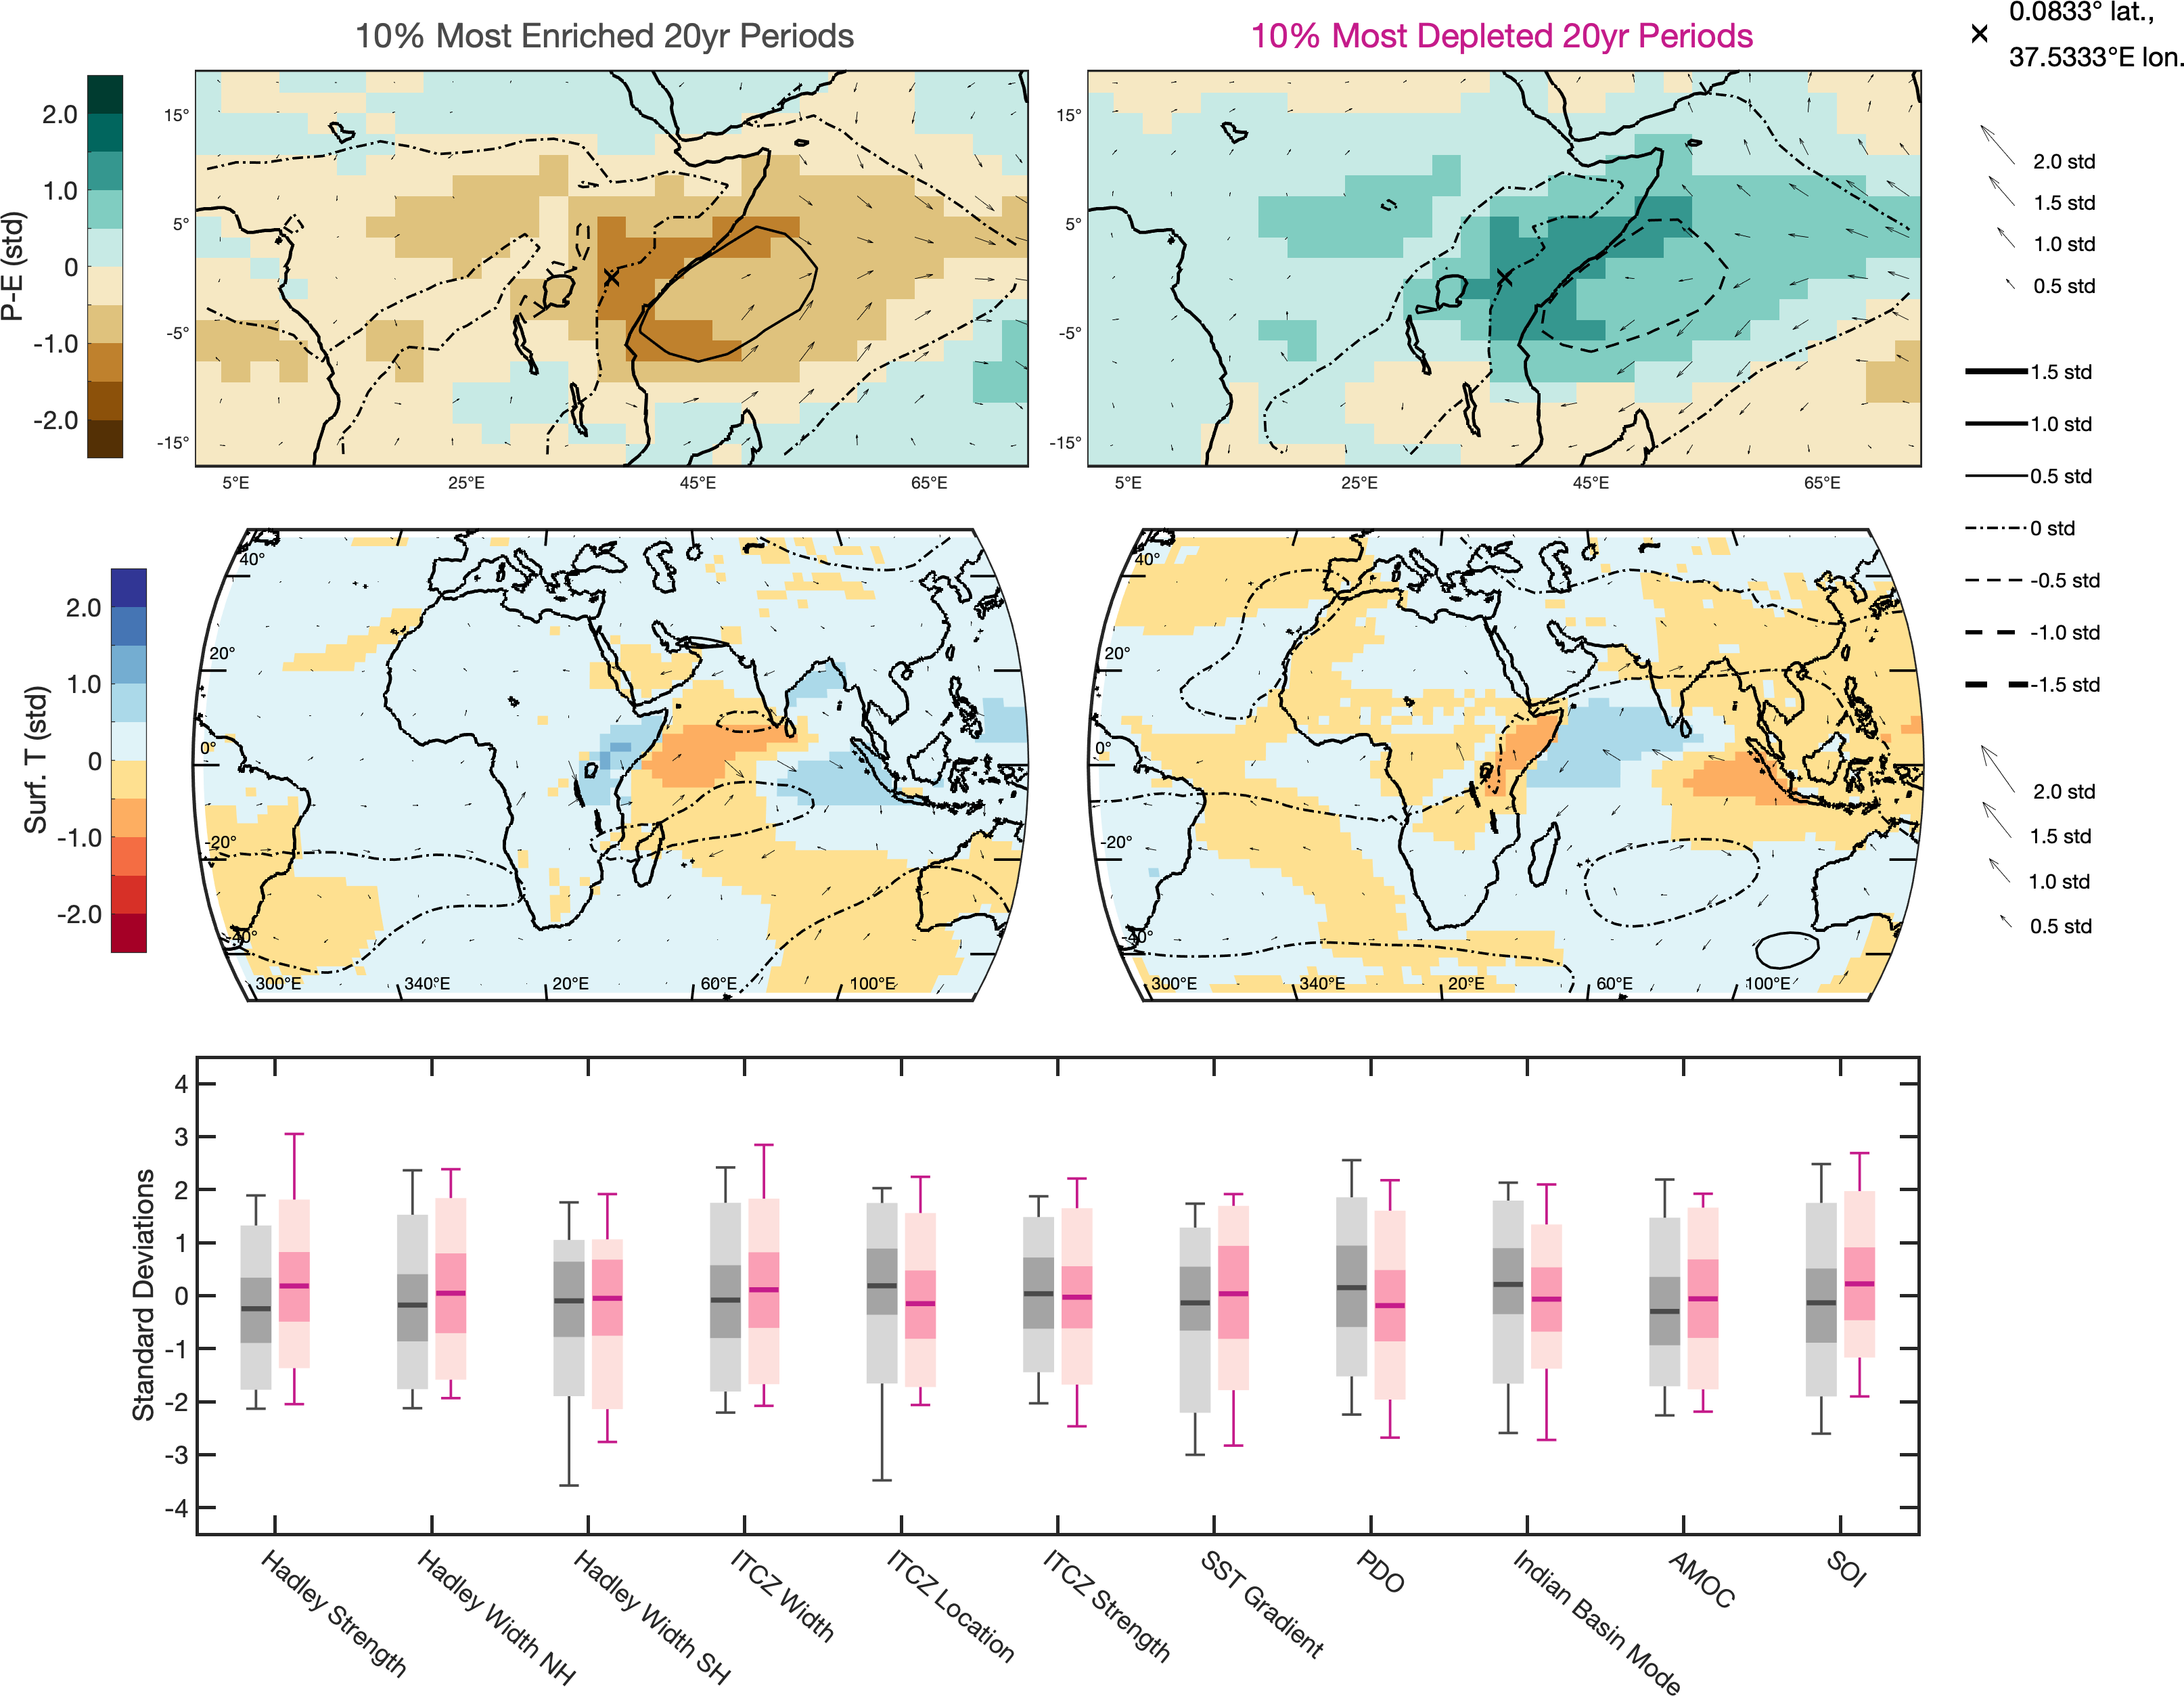 10% Most Enriched 20yr Periods
10% Most Depleted 20yr Periods
0.0833° lat.,
37.5333°E lon.
P-E (std)
2.0
1.0
0
-1.0
-2.0
15°
5°
-5°
-15°
5°E
25°E
45°E
65°E
15°
5°
-5°
-15°
5°E
25°E
45°E
65°E
2.0 std
1.5 std
1.0 std
0.5 std
1.5 std
1.0 std
0.5 std
0 std
-0.5 std
-1.0 std
-1.5 std
Surf. T (std)
2.0
1.0
0
-1.0
-2.0
40°
20°
0°
-20°
-40°
300°E
340°E
20°E
60°E
100°E
40°
20°
0°
-20°
-40°
300°E
340°E
20°E
60°E
100°E
2.0 std
1.5 std
1.0 std
0.5 std
Standard Deviations
4
3
2
1
0
-1
-2
-3
-4
Hadley Strength
Hadley Width NH
Hadley Width SH
ITCZ Width
ITCZ Location
ITCZ Strength
SST Gradient
PDO
Indian Basin Mode
AMOC
SOI